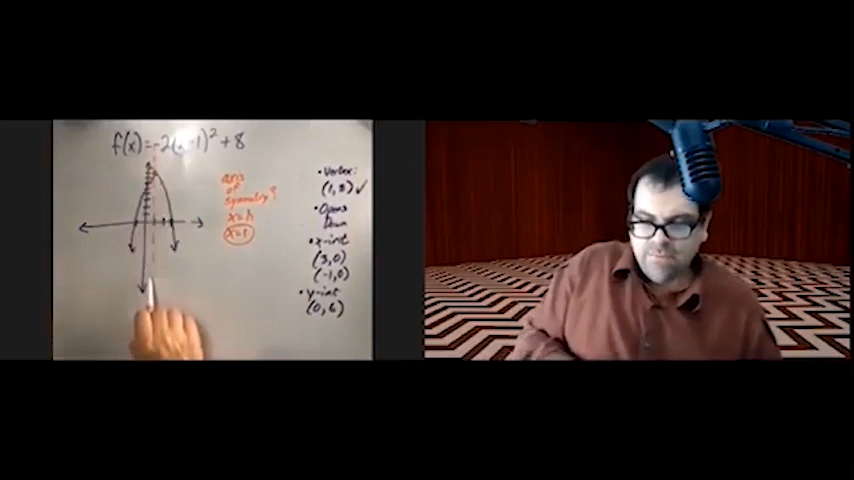 f(x)=-2(x-1)² + 8
axis
of
symmetry?
x=h
x=1
• Vertex:
(1, 8) ✓
• Opens
Down
• x-int
(3,0)
(-1,0)
• y-int
(0, 6)